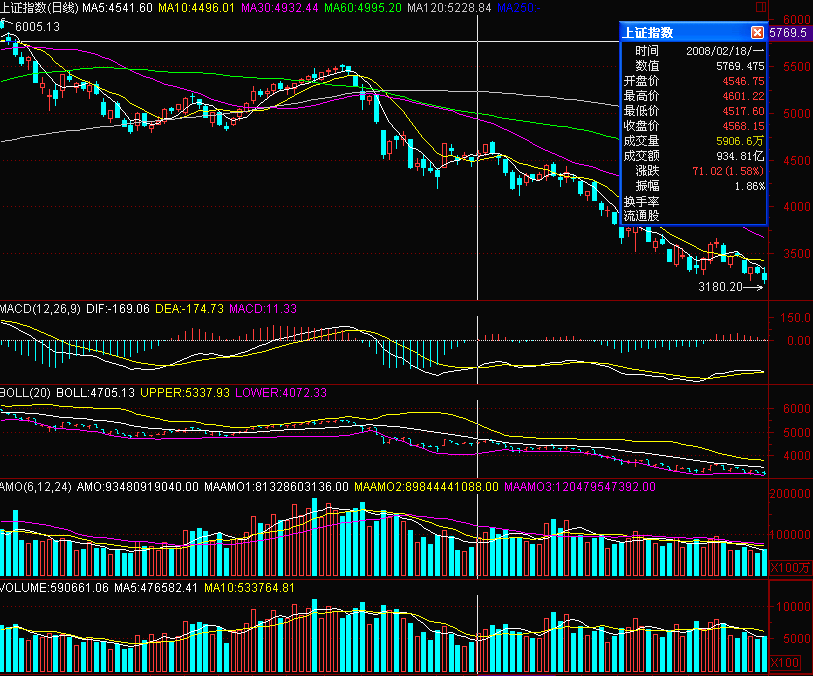 上证指数(日线) MA5:4541.60 MA10:4496.01 MA30:4932.44 MA60:4995.20 MA120:5228.84 MA250:-
6005.13
6000
5769.5
5500
5000
4500
4000
3500
3180.20
上证指数
时间 2008/02/18/一
数值 5769.475
开盘价 4546.75
最高价 4601.22
最低价 4517.60
收盘价 4568.15
成交量 5906.6万
成交额 934.81亿
涨跌 71.02(1.58%)
振幅 1.86%
换手率
流通股
MACD(12,26,9) DIF:-169.06 DEA:-174.73 MACD:11.33
150.0
0.00
BOLL(20) BOLL:4705.13 UPPER:5337.93 LOWER:4072.33
6000
5000
4000
AMO(6,12,24) AMO:93480919040.00 MAAMO1:81328603136.00 MAAMO2:89844441088.00 MAAMO3:120479547392.00
200000
100000
X100万
VOLUME:590661.06 MA5:476582.41 MA10:533764.81
10000
5000
X100